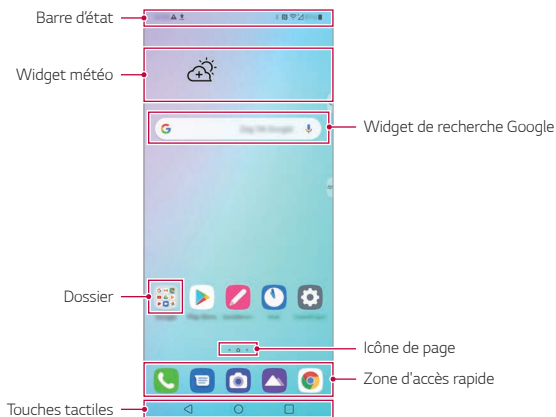 Barre d'état
Widget météo
Widget de recherche Google
Dossier
Icône de page
Zone d'accès rapide
Touches tactiles